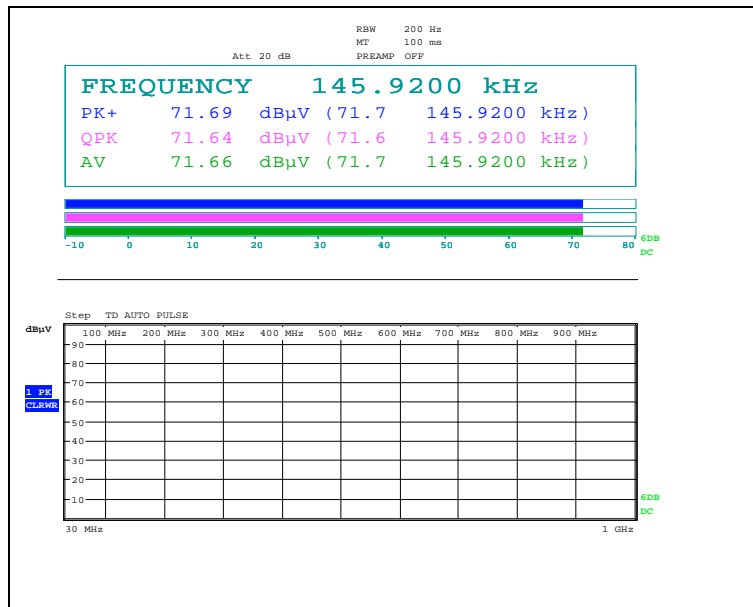 RBW 200 Hz
MT 100 ms
Att 20 dB PREAMP OFF
FREQUENCY 145.9200 kHz
PK+ 71.69 dBµV (71.7 145.9200 kHz)
QPK 71.64 dBµV (71.6 145.9200 kHz)
AV 71.66 dBµV (71.7 145.9200 kHz)
-10 0 10 20 30 40 50 60 70 80
6DB
DC
Step TD AUTO PULSE
dBµV
100 MHz 200 MHz 300 MHz 400 MHz 500 MHz 600 MHz 700 MHz 800 MHz 900 MHz
90
80
70
1 PK
CLRWR
60
50
40
30
20
10
6DB
DC
30 MHz 1 GHz